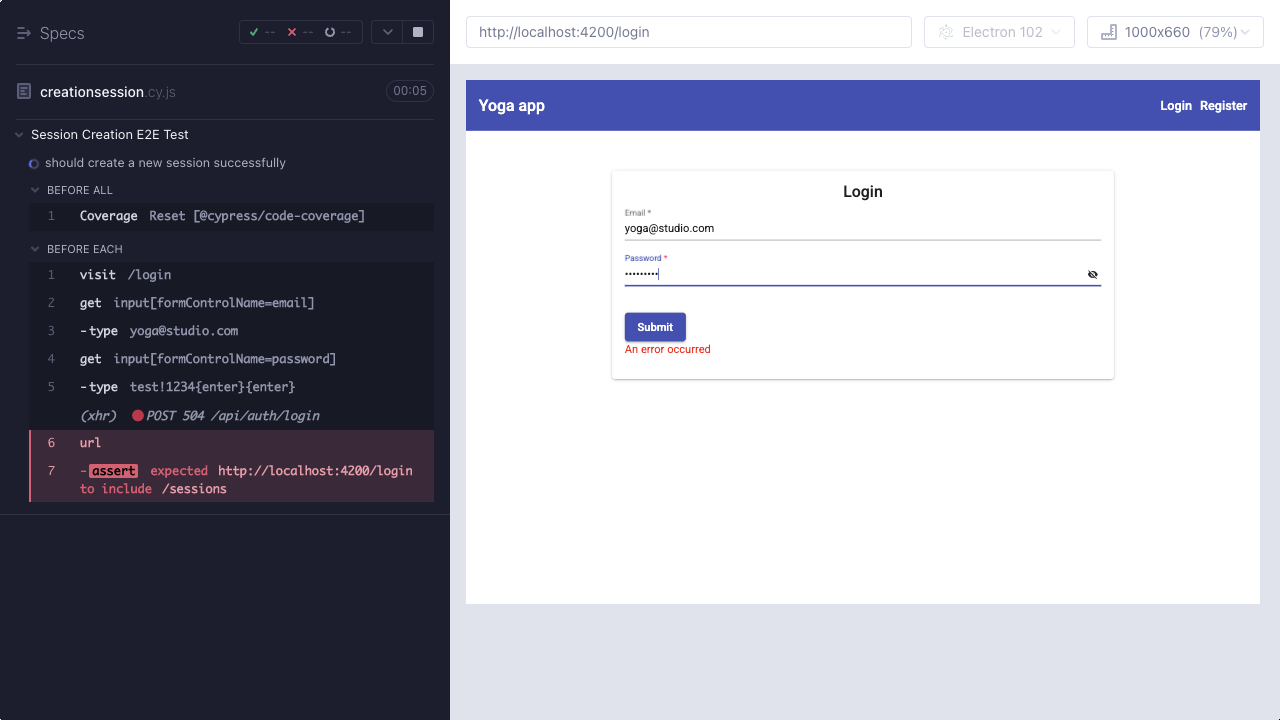 Specs
-- -- --
creationsession.cy.js
00:05
Session Creation E2E Test
should create a new session successfully
BEFORE ALL
1 Coverage Reset [@cypress/code-coverage]
BEFORE EACH
1 visit /login
2 get input[formControlName=email]
3 -type yoga@studio.com
4 get input[formControlName=password]
5 -type test!1234{enter}{enter}
(xhr) POST 504 /api/auth/login
6 url
7 -assert expected http://localhost:4200/login
to include /sessions
http://localhost:4200/login
Electron 102
1000x660 (79%)
Yoga app
Login Register
Login
Email *
yoga@studio.com
Password *
•••••••••
Submit
An error occurred